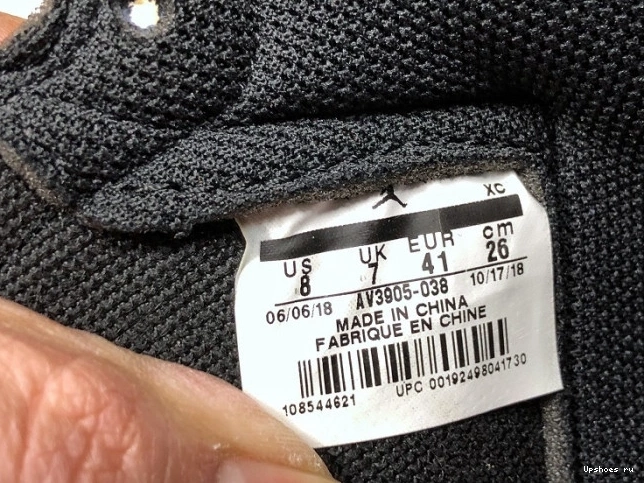 XC
US UK EUR cm
8 7 41 26
06/06/18 AV3905-038 10/17/18
MADE IN CHINA
FABRIQUE EN CHINE
108544621 UPC 00192498041730
Upshoes ru